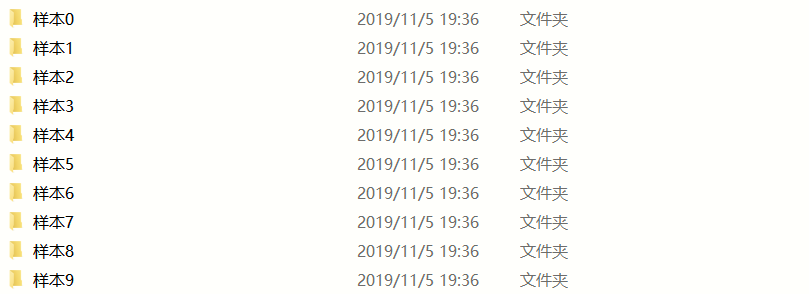 样本0 2019/11/5 19:36 文件夹
样本1 2019/11/5 19:36 文件夹
样本2 2019/11/5 19:36 文件夹
样本3 2019/11/5 19:36 文件夹
样本4 2019/11/5 19:36 文件夹
样本5 2019/11/5 19:36 文件夹
样本6 2019/11/5 19:36 文件夹
样本7 2019/11/5 19:36 文件夹
样本8 2019/11/5 19:36 文件夹
样本9 2019/11/5 19:36 文件夹